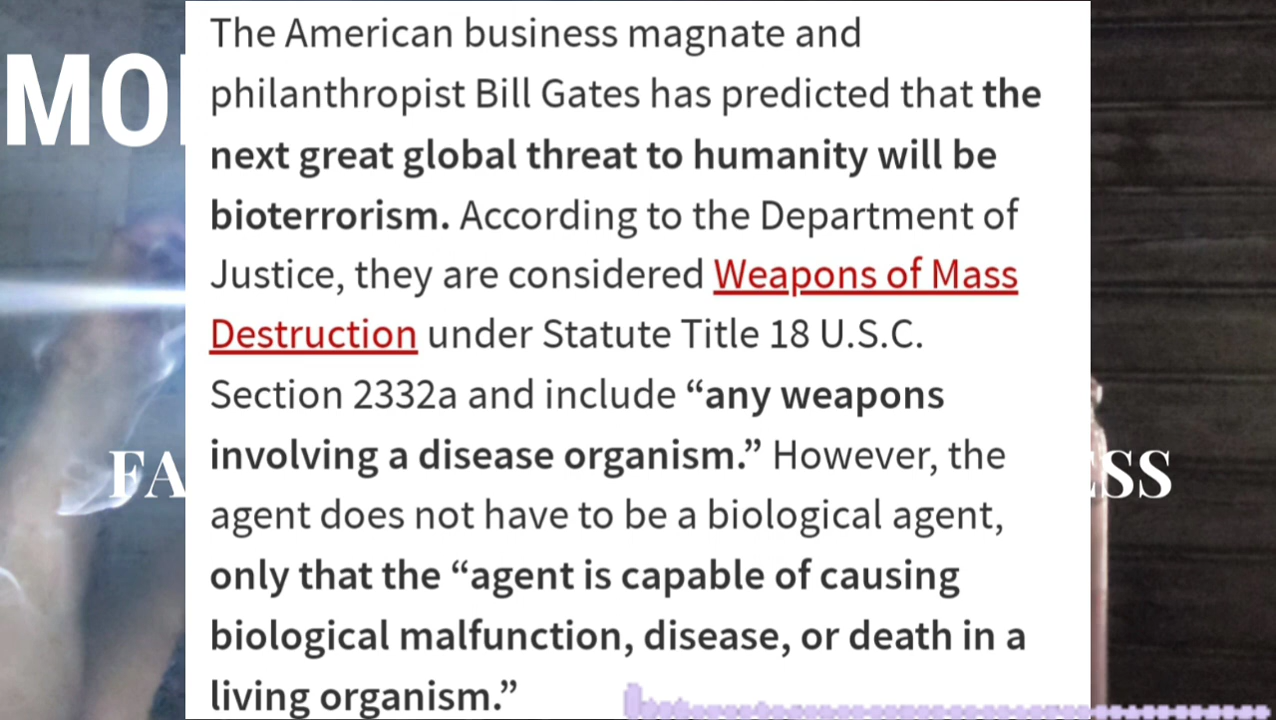 The American business magnate and
philanthropist Bill Gates has predicted that the
next great global threat to humanity will be
bioterrorism. According to the Department of
Justice, they are considered Weapons of Mass
Destruction under Statute Title 18 U.S.C.
Section 2332a and include “any weapons
involving a disease organism.” However, the
agent does not have to be a biological agent,
only that the “agent is capable of causing
biological malfunction, disease, or death in a
living organism.”